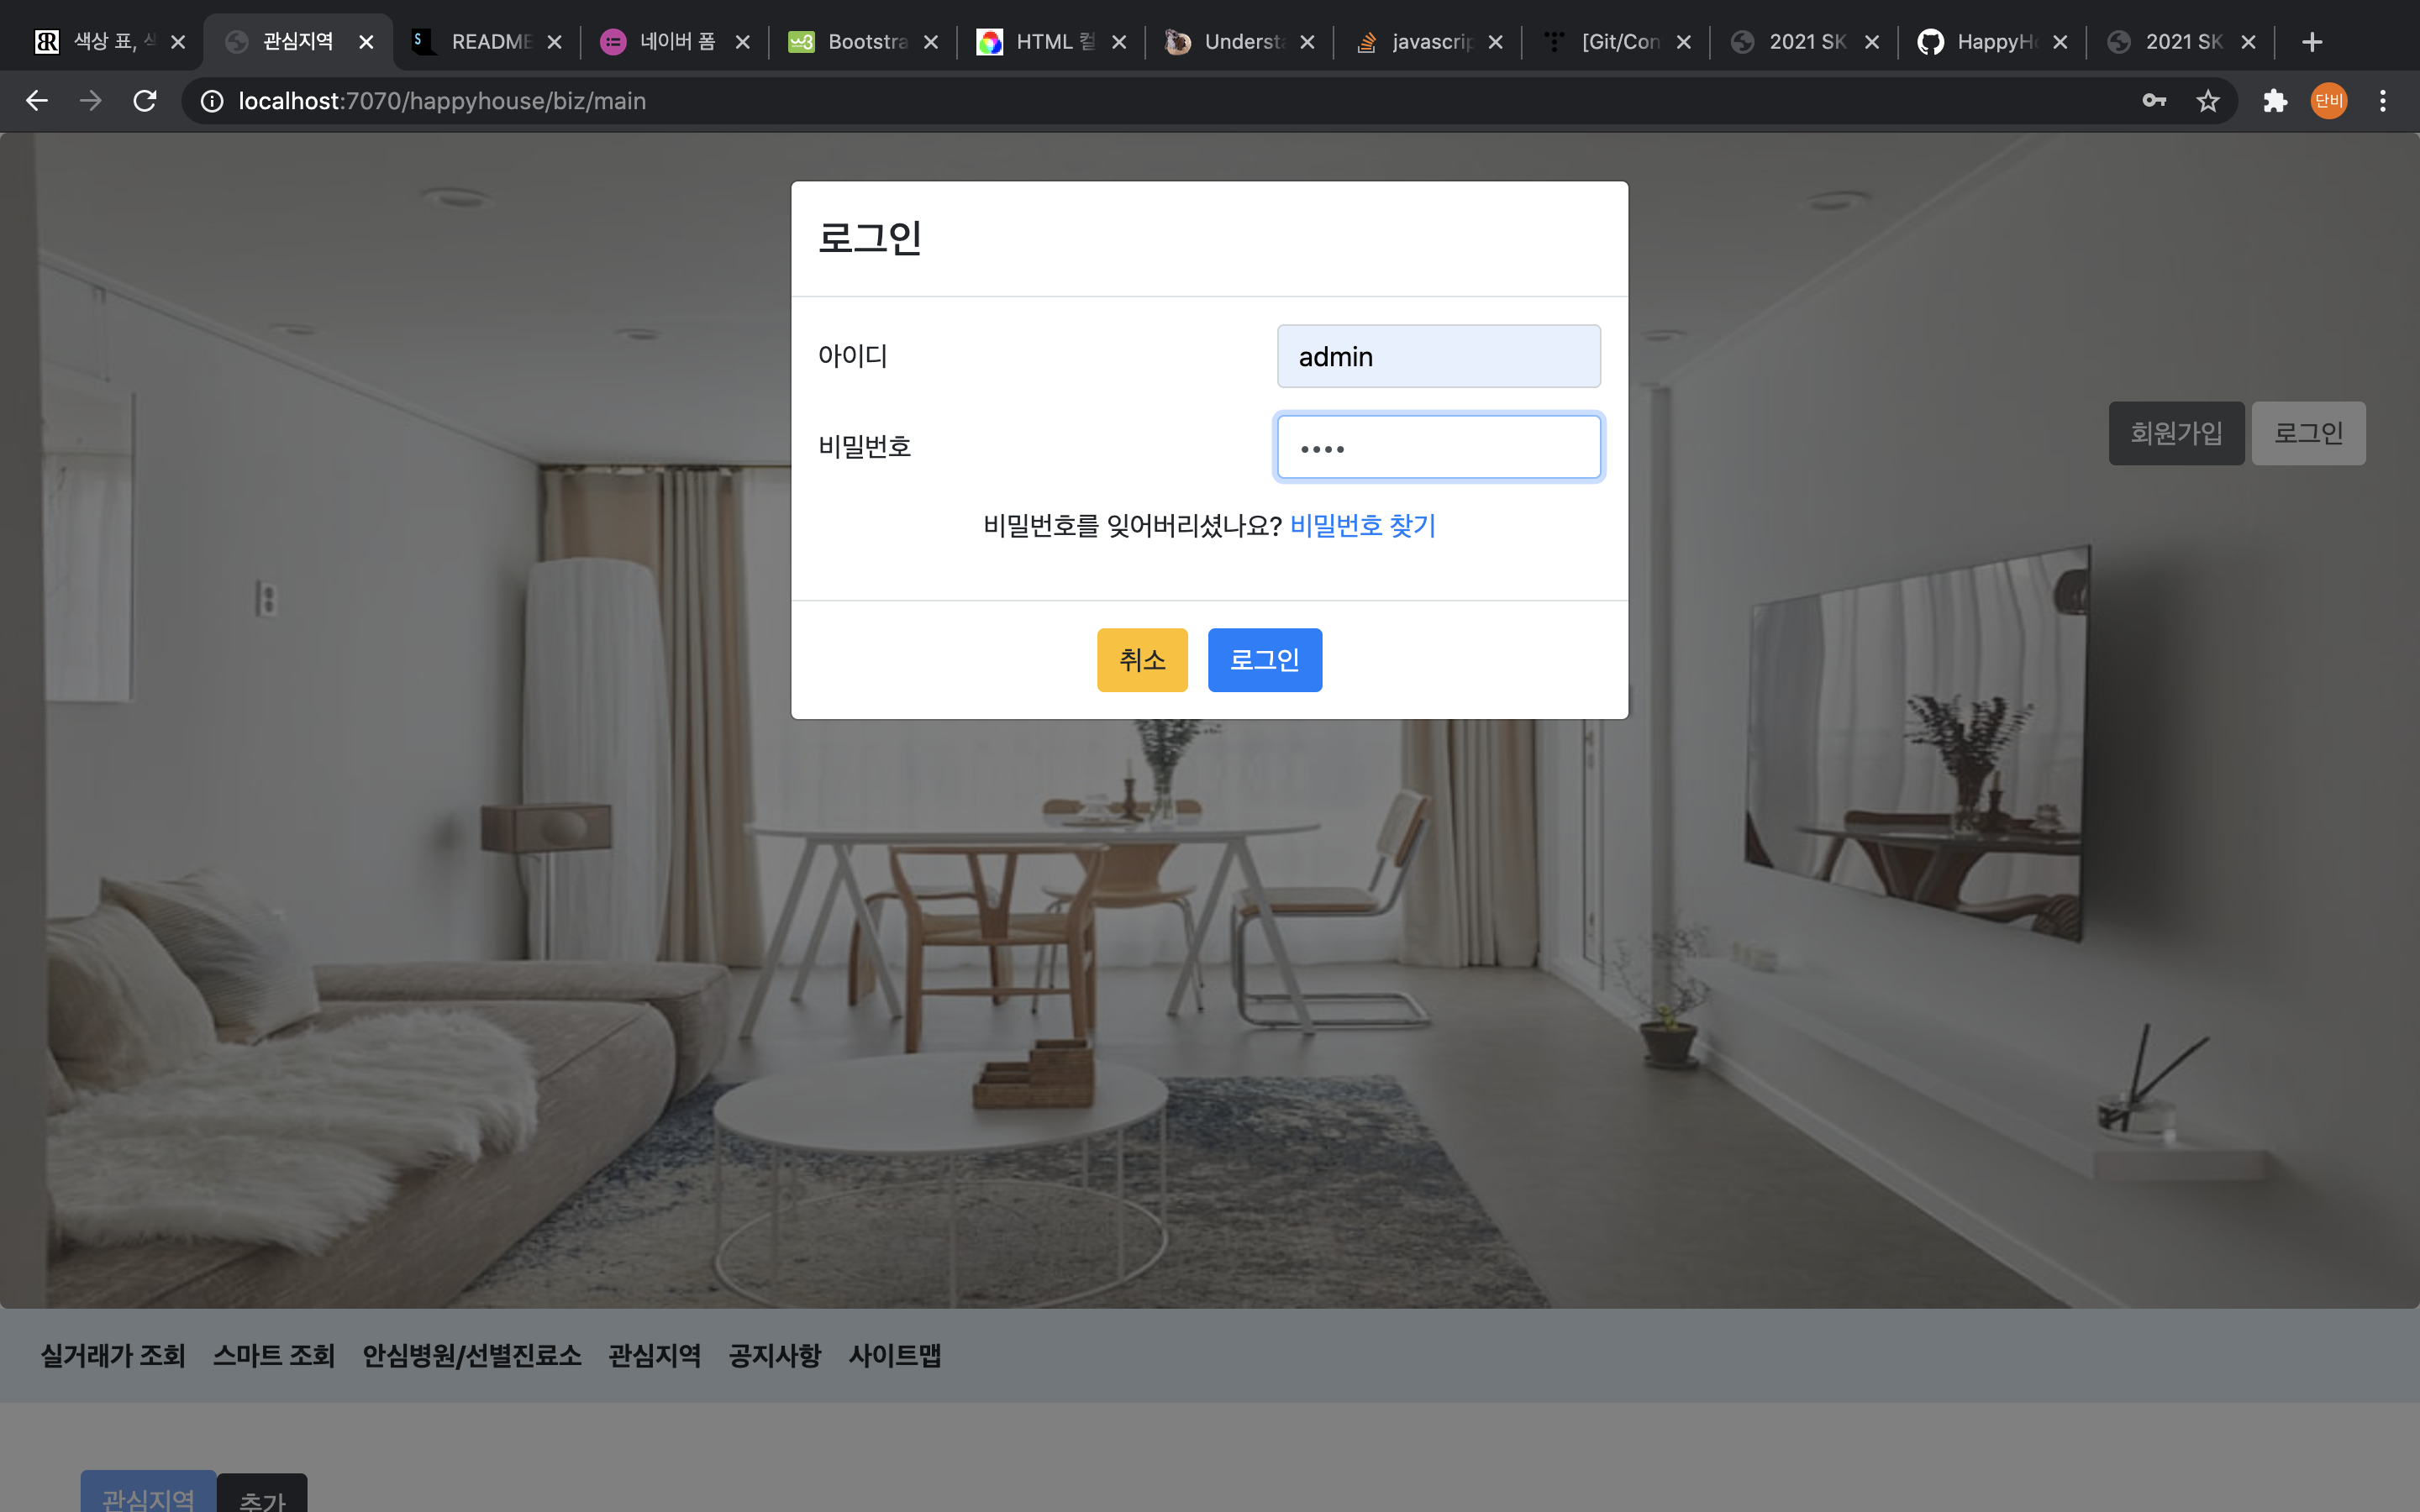 색상 표, 색
관심지역
README
네이버 폼
Bootstra
HTML 컬
Understa
javascrip
[Git/Con
2021 SK
HappyHo
2021 SK
localhost:7070/happyhouse/biz/main
단비
로그인
아이디
admin
비밀번호
회원가입 로그인
비밀번호를 잊어버리셨나요? 비밀번호 찾기
취소 로그인
실거래가 조회 스마트 조회 안심병원/선별진료소 관심지역 공지사항 사이트맵
관심지역 추가